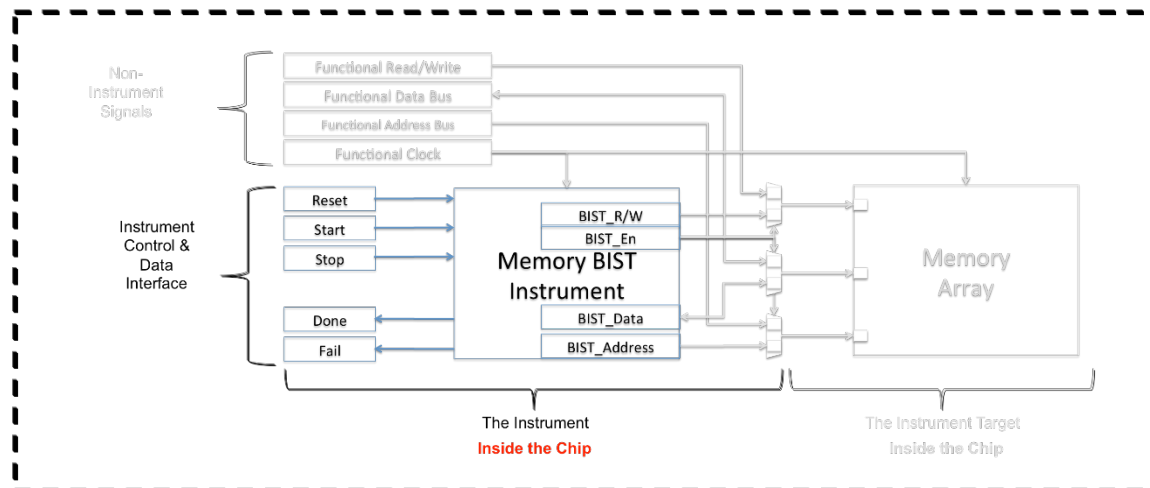 Non-
Instrument
Signals
Functional Read/Write
Functional Data Bus
Functional Address Bus
Functional Clock
Instrument
Control &
Data
Interface
Reset
Start
Stop
Done
Fail
BIST_R/W
BIST_En
Memory BIST
Instrument
BIST_Data
BIST_Address
Memory
Array
The Instrument
Inside the Chip
The Instrument Target
Inside the Chip